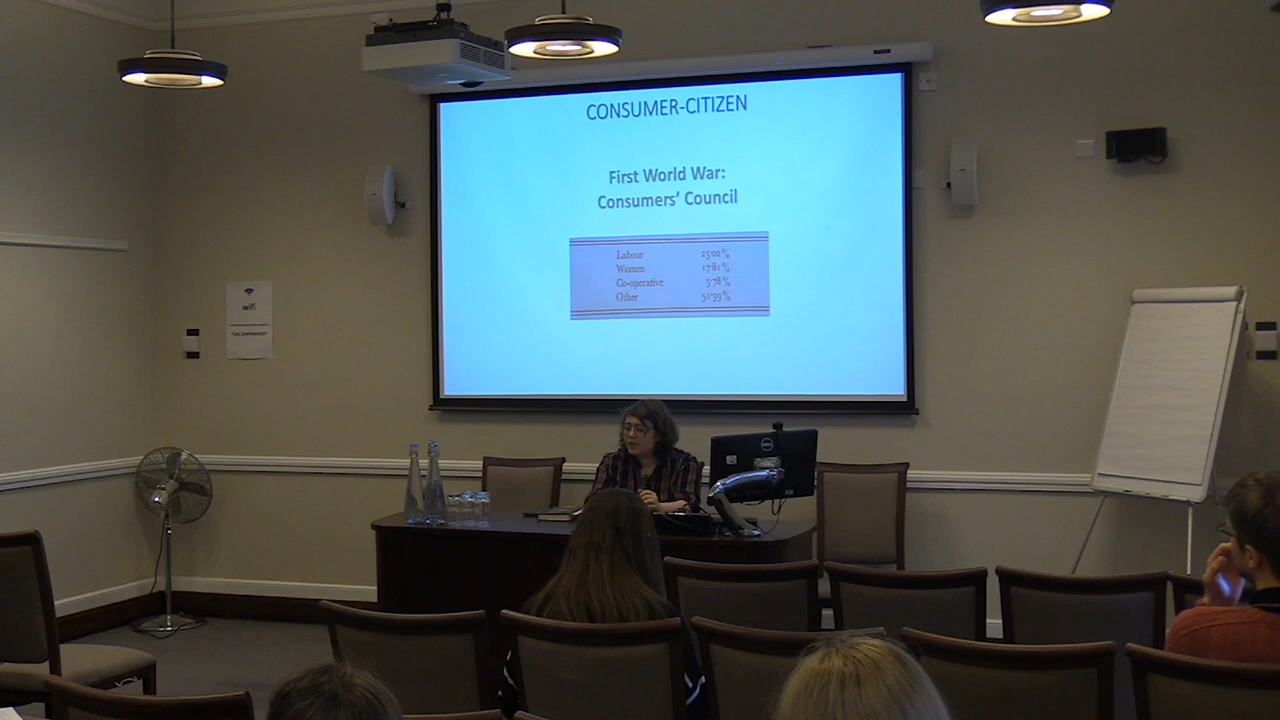 CONSUMER-CITIZEN
First World War:
Consumers' Council
Labour 25·02 %
Women 17·81 %
Co-operative 5·78 %
Other 51·39 %
wifi
DELL